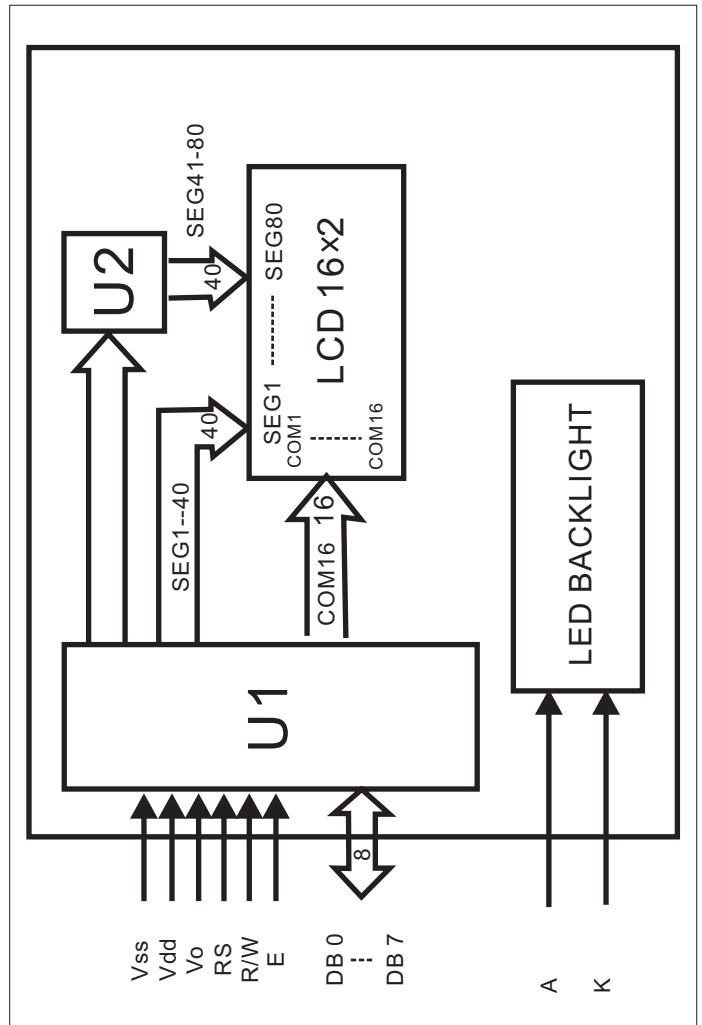 Vss
Vdd
Vo
RS
R/W
E
DB 0
DB 7
A
K
U1
8
SEG1--40
40
COM16 16
U2
SEG41-80
40
SEG1 -------- SEG80
COM1
COM16
LCD 16×2
LED BACKLIGHT